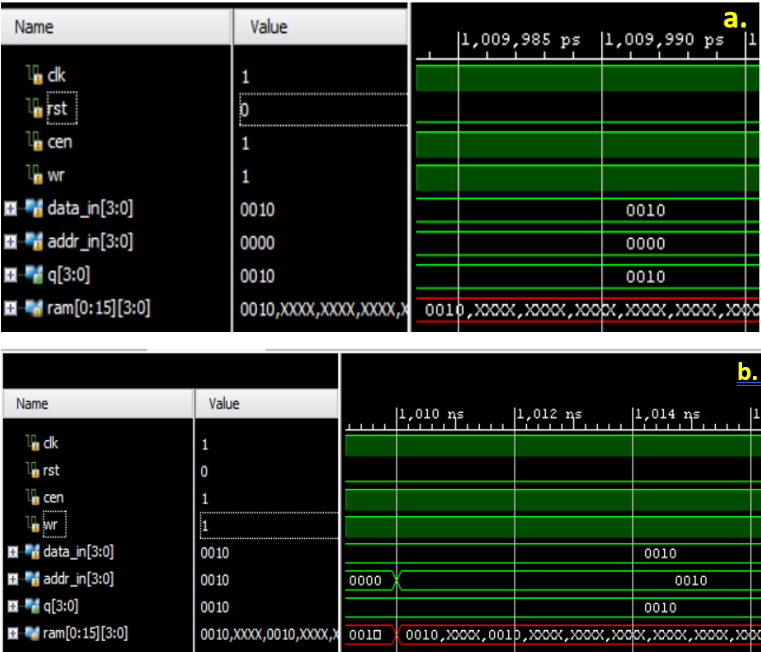 a.
Name Value
1,009,985 ps 1,009,990 ps 1
clk 1
rst 0
cen 1
wr 1
data_in[3:0] 0010 0010
addr_in[3:0] 0000 0000
q[3:0] 0010 0010
ram[0:15][3:0] 0010,XXXX,XXXX,XXXX,X 0010,XXXX,XXXX,XXXX,XXXX,XXXX,XXX
b.
Name Value
1,010 ns 1,012 ns 1,014 ns 1
clk 1
rst 0
cen 1
wr 1
data_in[3:0] 0010 0010
addr_in[3:0] 0010 0000 0010
q[3:0] 0010 0010
ram[0:15][3:0] 0010,XXXX,0010,XXXX,X 001□ 0010,XXXX,0010,XXXX,XXXX,XXXX,XXXX,XXX